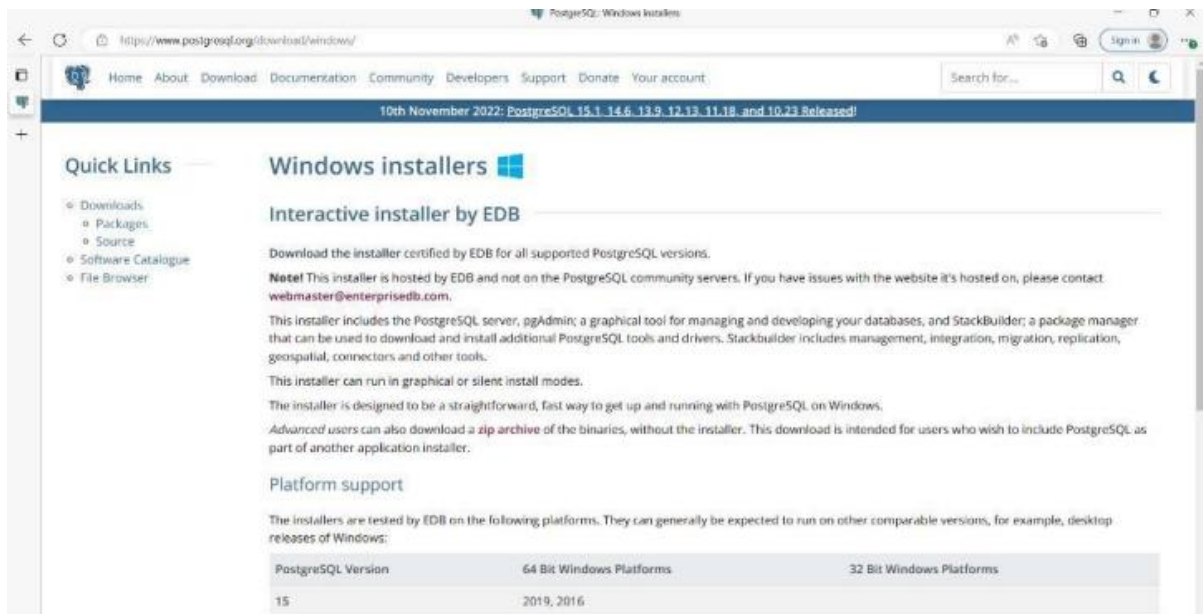 PostgreSQL: Windows installers
https://www.postgresql.org/download/windows/
Sign in
Home About Download Documentation Community Developers Support Donate Your account
Search for...
10th November 2022: PostgreSQL 15.1, 14.6, 13.9, 12.13, 11.18, and 10.23 Released!
Quick Links
Downloads
Packages
Source
Software Catalogue
File Browser
Windows installers
Interactive installer by EDB
Download the installer certified by EDB for all supported PostgreSQL versions.
Note! This installer is hosted by EDB and not on the PostgreSQL community servers. If you have issues with the website it's hosted on, please contact
webmaster@enterprisedb.com.
This installer includes the PostgreSQL server, pgAdmin; a graphical tool for managing and developing your databases, and StackBuilder; a package manager
that can be used to download and install additional PostgreSQL tools and drivers. Stackbuilder includes management, integration, migration, replication,
geospatial, connectors and other tools.
This installer can run in graphical or silent install modes.
The installer is designed to be a straightforward, fast way to get up and running with PostgreSQL on Windows.
Advanced users can also download a zip archive of the binaries, without the installer. This download is intended for users who wish to include PostgreSQL as
part of another application installer.
Platform support
The installers are tested by EDB on the following platforms. They can generally be expected to run on other comparable versions, for example, desktop
releases of Windows:
PostgreSQL Version 64 Bit Windows Platforms 32 Bit Windows Platforms
15 2019, 2016